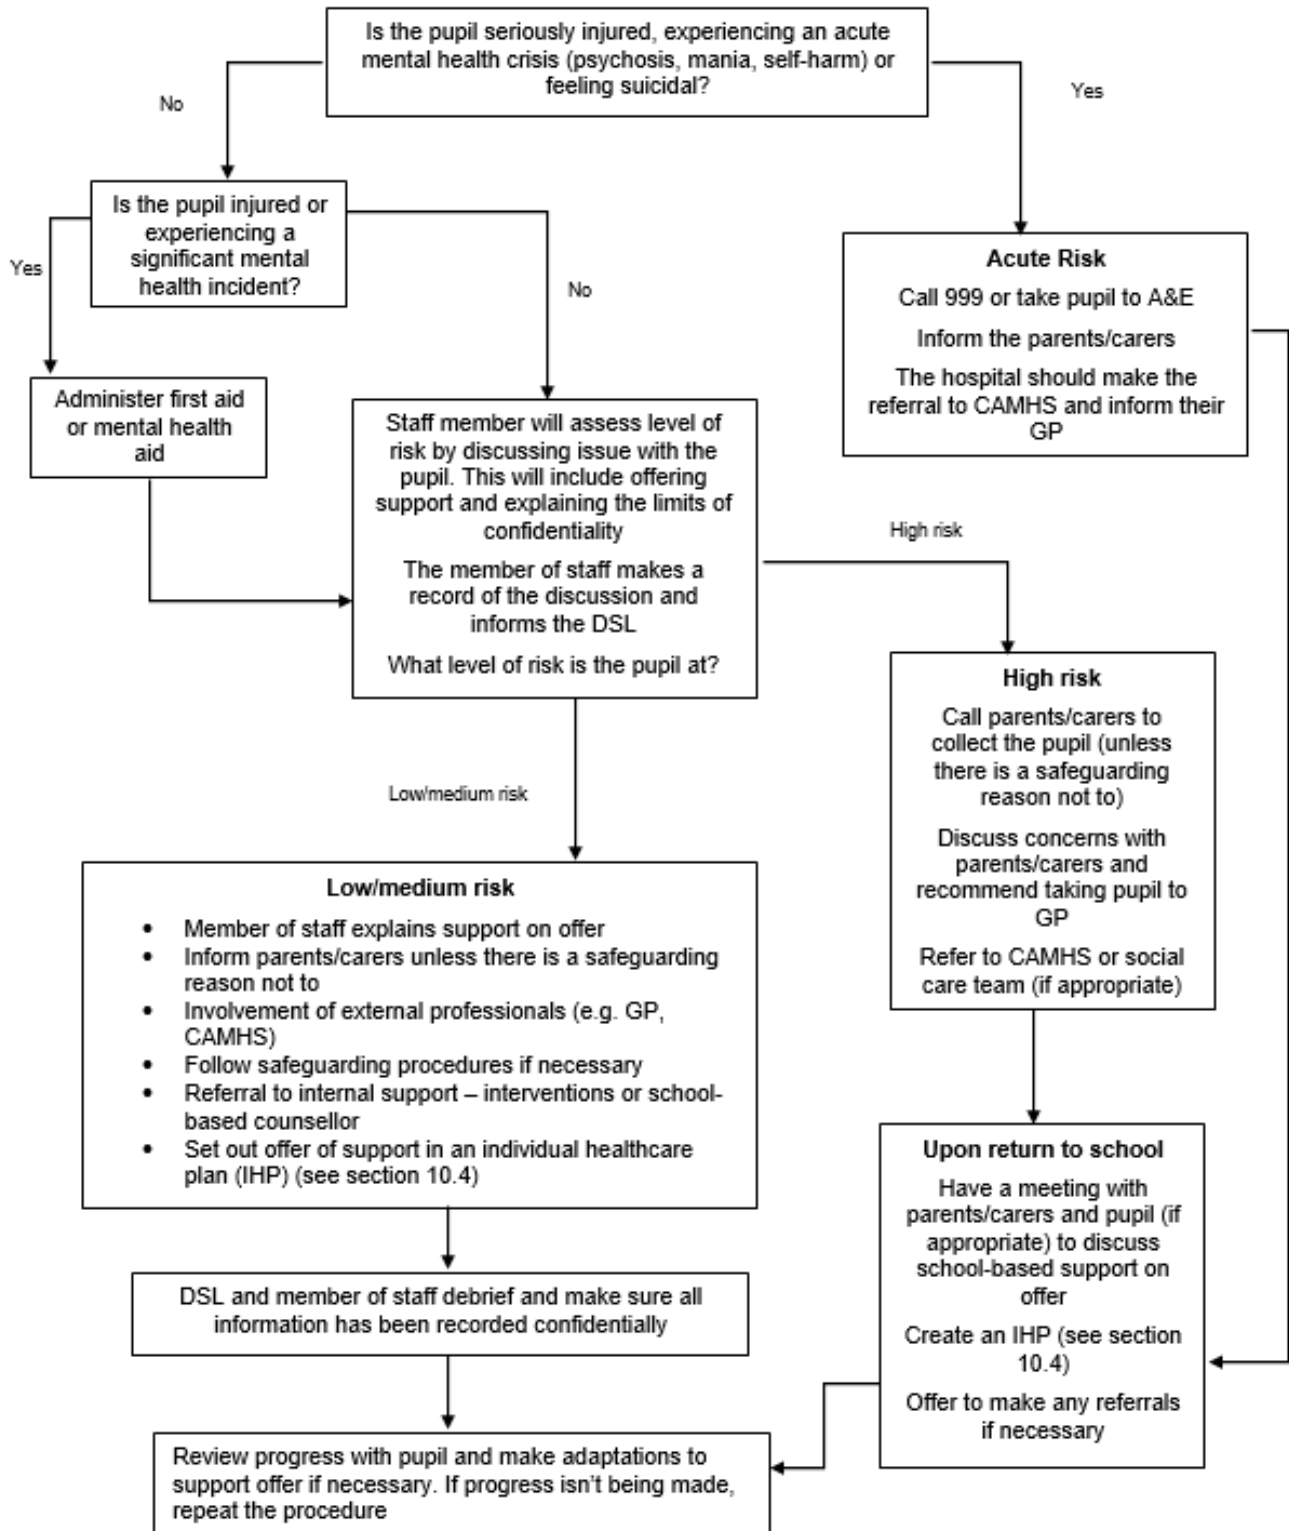 Is the pupil seriously injured, experiencing an acute
mental health crisis (psychosis, mania, self-harm) or
feeling suicidal?
No
Yes
Is the pupil injured or
experiencing a
significant mental
health incident?
Yes
No
Acute Risk
Call 999 or take pupil to A&E
Inform the parents/carers
The hospital should make the
referral to CAMHS and inform their
GP
Administer first aid
or mental health
aid
Staff member will assess level of
risk by discussing issue with the
pupil. This will include offering
support and explaining the limits of
confidentiality
The member of staff makes a
record of the discussion and
informs the DSL
What level of risk is the pupil at?
High risk
High risk
Call parents/carers to
collect the pupil (unless
there is a safeguarding
reason not to)
Discuss concerns with
parents/carers and
recommend taking pupil to
GP
Refer to CAMHS or social
care team (if appropriate)
Low/medium risk
Low/medium risk
• Member of staff explains support on offer
• Inform parents/carers unless there is a safeguarding
reason not to
• Involvement of external professionals (e.g. GP,
CAMHS)
• Follow safeguarding procedures if necessary
• Referral to internal support – interventions or school-
based counsellor
• Set out offer of support in an individual healthcare
plan (IHP) (see section 10.4)
Upon return to school
Have a meeting with
parents/carers and pupil (if
appropriate) to discuss
school-based support on
offer
Create an IHP (see section
10.4)
Offer to make any referrals
if necessary
DSL and member of staff debrief and make sure all
information has been recorded confidentially
Review progress with pupil and make adaptations to
support offer if necessary. If progress isn't being made,
repeat the procedure